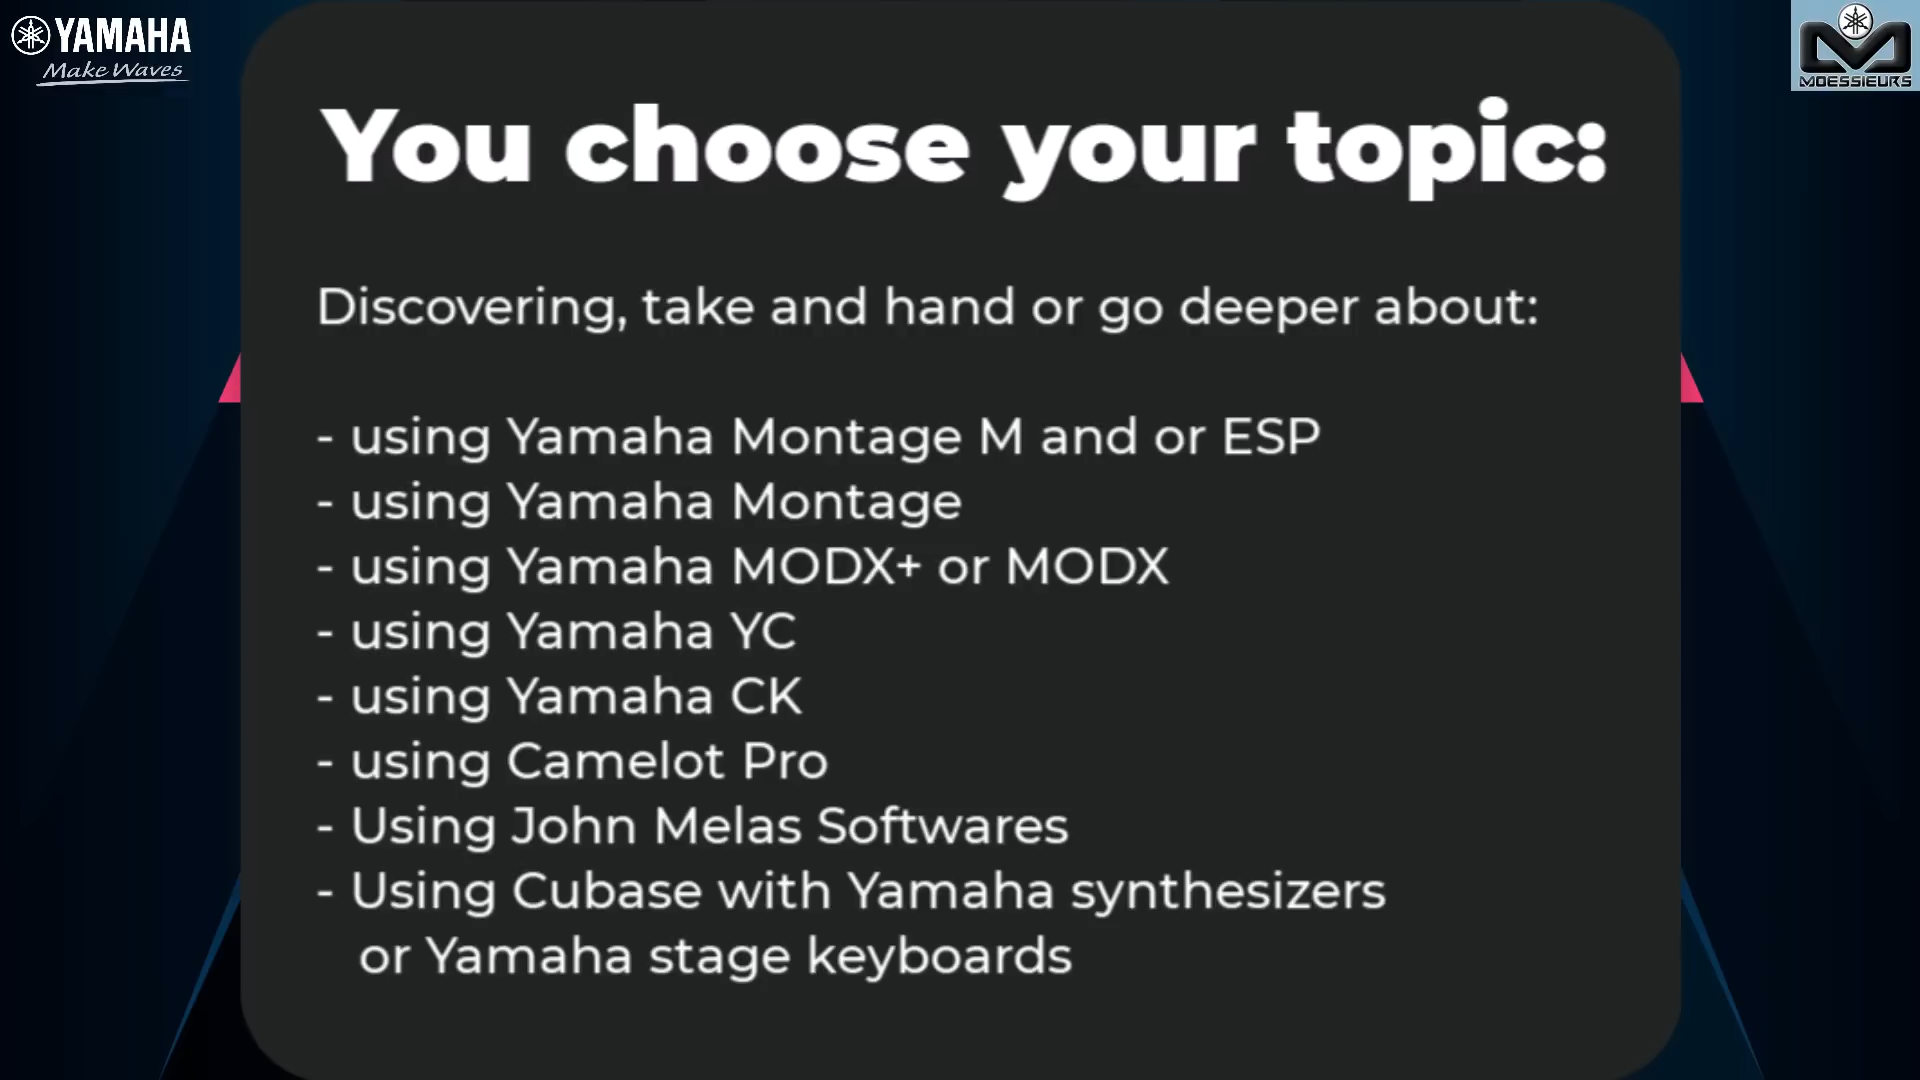 YAMAHA
Make Waves
MOESSIEURS
You choose your topic:
Discovering, take and hand or go deeper about:
- using Yamaha Montage M and or ESP
- using Yamaha Montage
- using Yamaha MODX+ or MODX
- using Yamaha YC
- using Yamaha CK
- using Camelot Pro
- Using John Melas Softwares
- Using Cubase with Yamaha synthesizers
or Yamaha stage keyboards